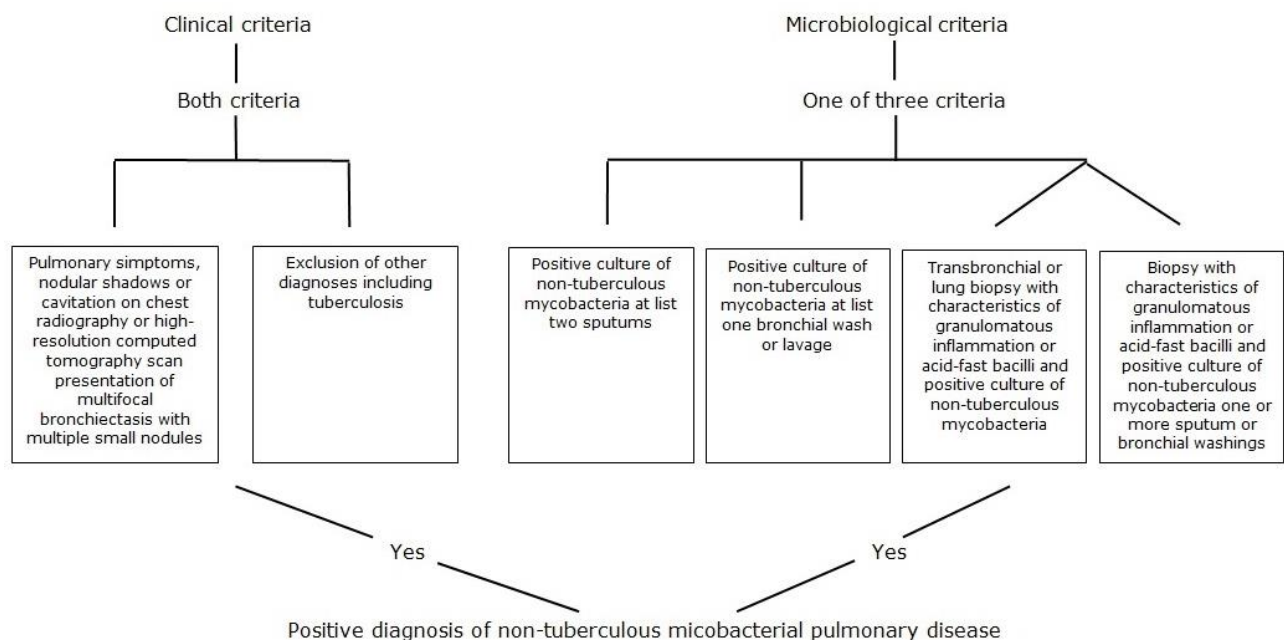 Clinical criteria
Microbiological criteria
Both criteria
One of three criteria
Pulmonary simptoms,
nodular shadows or
cavitation on chest
radiography or high-
resolution computed
tomography scan
presentation of
multifocal
bronchiectasis with
multiple small nodules
Exclusion of other
diagnoses including
tuberculosis
Positive culture of
non-tuberculous
mycobacteria at list
two sputums
Positive culture of
non-tuberculous
mycobacteria at list
one bronchial wash
or lavage
Transbronchial or
lung biopsy with
characteristics of
granulomatous
inflammation or
acid-fast bacilli and
positive culture of
non-tuberculous
mycobacteria
Biopsy with
characteristics of
granulomatous
inflammation or
acid-fast bacilli and
positive culture of
non-tuberculous
mycobacteria one or
more sputum or
bronchial washings
Yes
Yes
Positive diagnosis of non-tuberculous micobacterial pulmonary disease